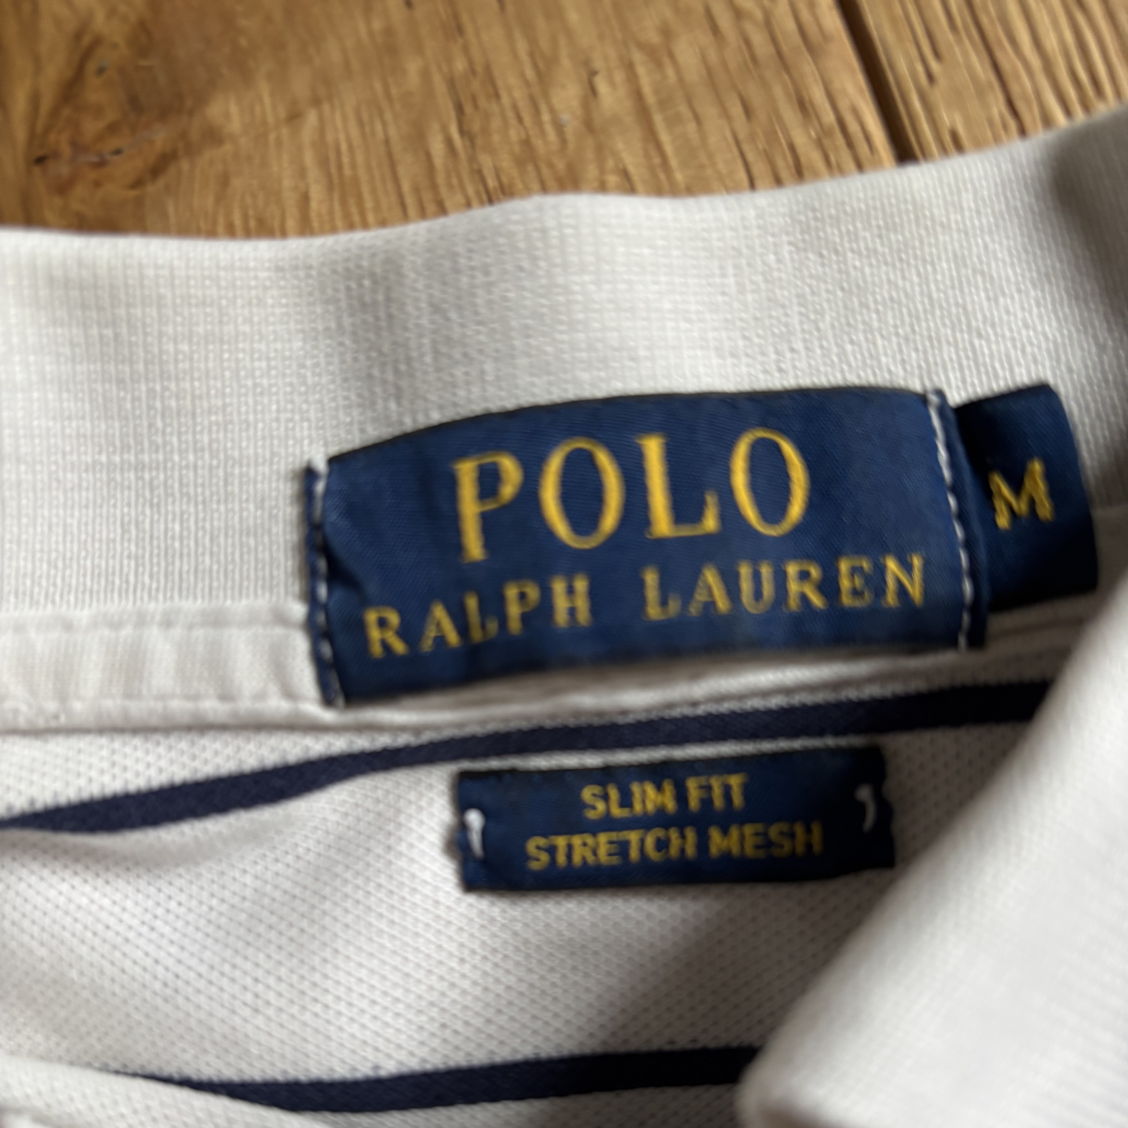 POLO
RALPH LAUREN
M
SLIM FIT
STRETCH MESH